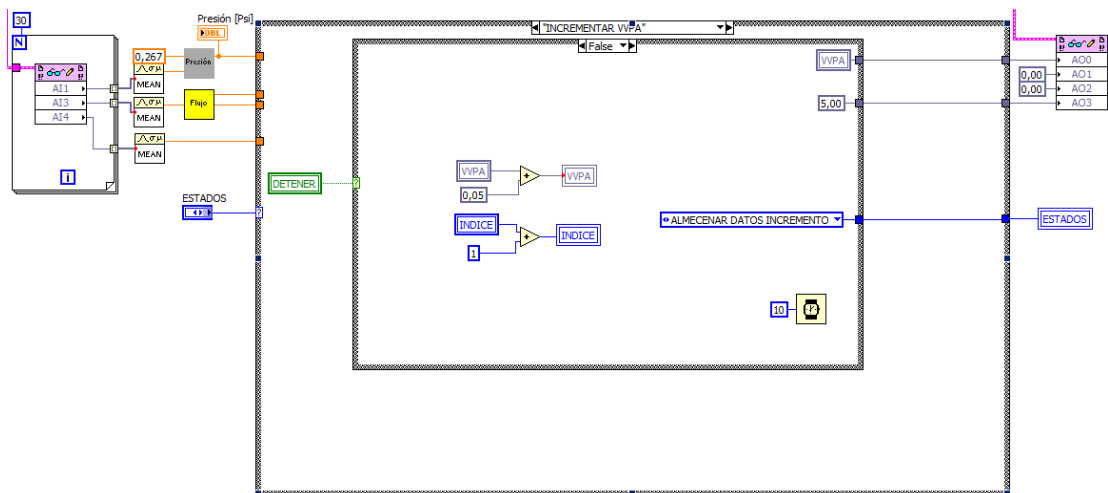 30
N
AI1
AI3
AI4
i
Presión [Psi]
DBL
0,267
Presión
MEAN
Flujo
MEAN
MEAN
ESTADOS
"INCREMENTAR VVPA"
False
DETENER
VVPA
5,00
VVPA
0,05
VVPA
INDICE
1
INDICE
ALMECENAR DATOS INCREMENTO
10
ESTADOS
AO0
0,00
AO1
0,00
AO2
AO3